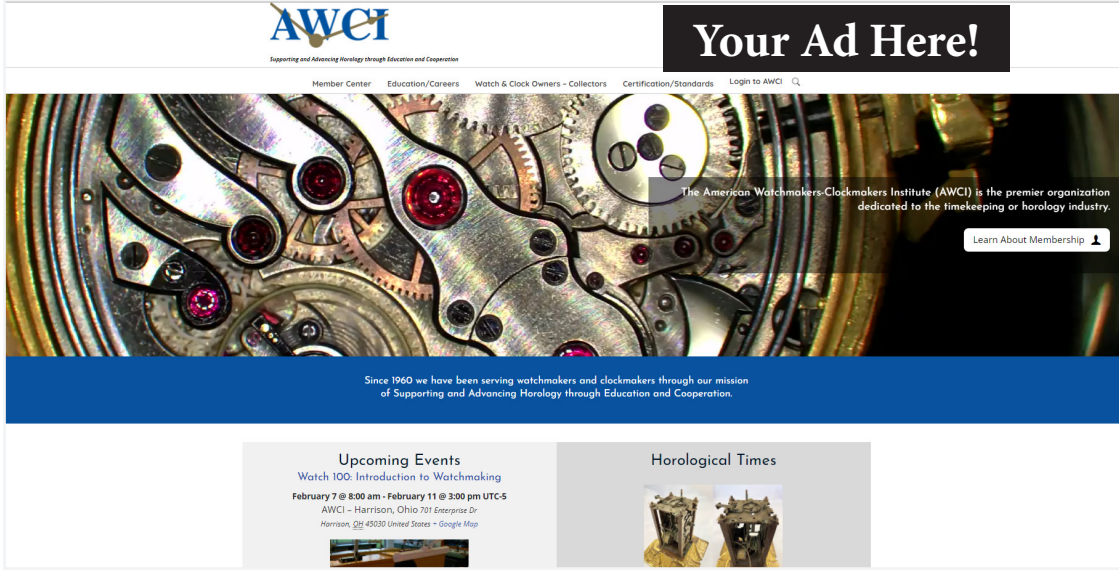 AWCI
Supporting and Advancing Horology through Education and Cooperation
Your Ad Here!
Member Center Education/Careers Watch & Clock Owners – Collectors Certification/Standards Login to AWCI
The American Watchmakers-Clockmakers Institute (AWCI) is the premier organization
dedicated to the timekeeping or horology industry.
Learn About Membership
Since 1960 we have been serving watchmakers and clockmakers through our mission
of Supporting and Advancing Horology through Education and Cooperation.
Upcoming Events
Watch 100: Introduction to Watchmaking
February 7 @ 8:00 am - February 11 @ 3:00 pm UTC-5
AWCI – Harrison, Ohio 701 Enterprise Dr
Harrison, OH 45030 United States + Google Map
Horological Times